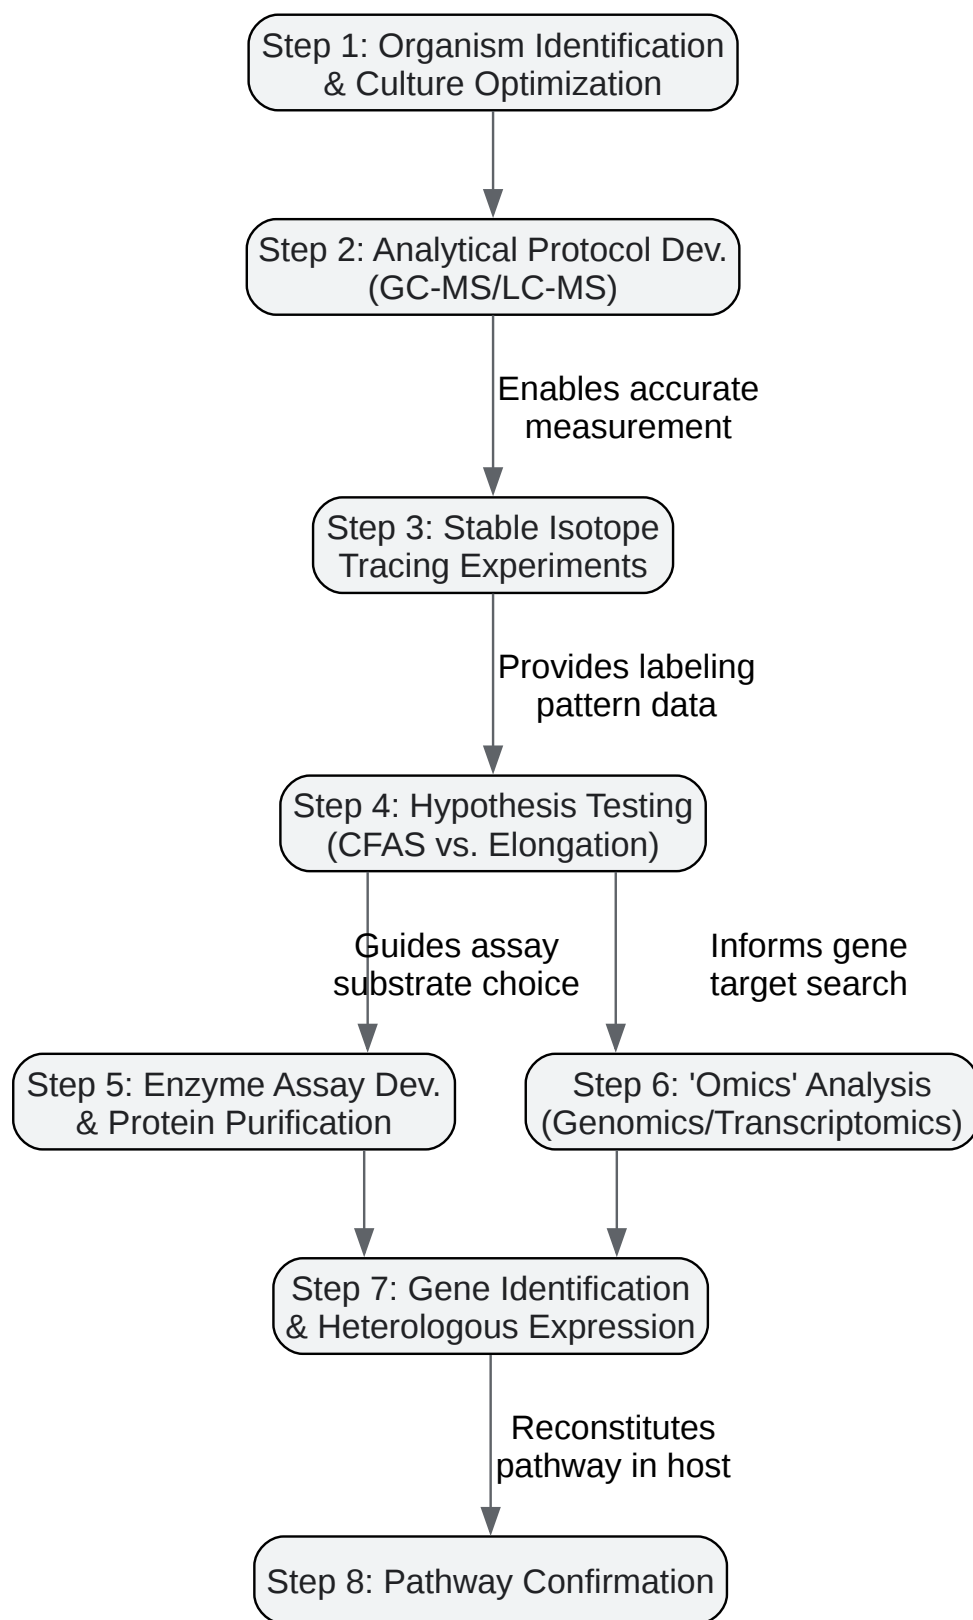 Step 1: Organism Identification
& Culture Optimization
Step 2: Analytical Protocol Dev.
(GC-MS/LC-MS)
Enables accurate
measurement
Step 3: Stable Isotope
Tracing Experiments
Provides labeling
pattern data
Step 4: Hypothesis Testing
(CFAS vs. Elongation)
Guides assay
substrate choice
Informs gene
target search
Step 5: Enzyme Assay Dev.
& Protein Purification
Step 6: 'Omics' Analysis
(Genomics/Transcriptomics)
Step 7: Gene Identification
& Heterologous Expression
Reconstitutes
pathway in host
Step 8: Pathway Confirmation